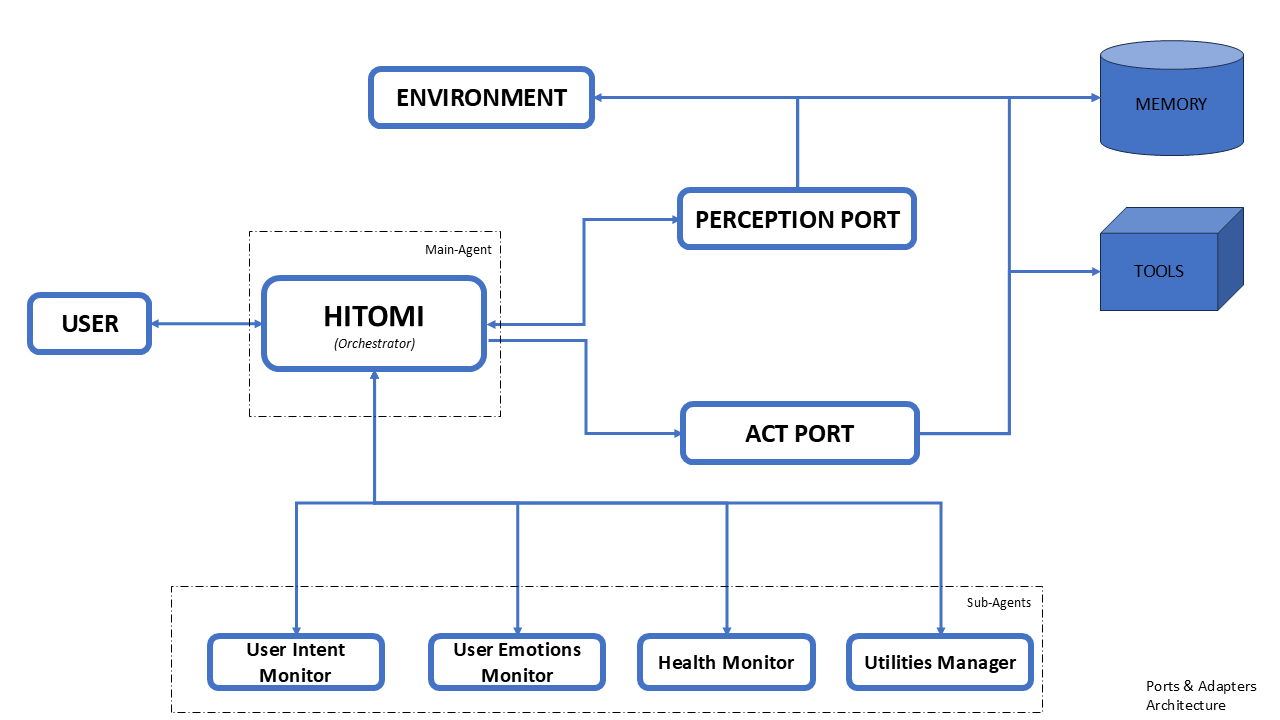 ENVIRONMENT
MEMORY
PERCEPTION PORT
Main-Agent
TOOLS
USER
HITOMI
(Orchestrator)
ACT PORT
Sub-Agents
User Intent
Monitor
User Emotions
Monitor
Health Monitor
Utilities Manager
Ports & Adapters
Architecture